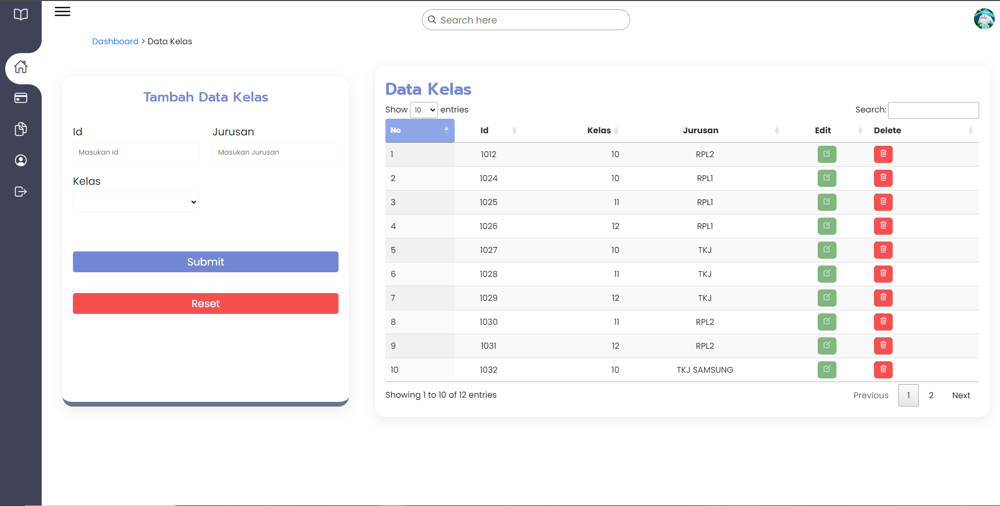 Search here
Dashboard > Data Kelas
Tambah Data Kelas
Id
Jurusan
Masukan Id
Masukan Jurusan
Kelas
Submit
Reset
Data Kelas
Show 10 entries
Search:
No Id Kelas Jurusan Edit Delete
1 1012 10 RPL2
2 1024 10 RPL1
3 1025 11 RPL1
4 1026 12 RPL1
5 1027 10 TKJ
6 1028 11 TKJ
7 1029 12 TKJ
8 1030 11 RPL2
9 1031 12 RPL2
10 1032 10 TKJ SAMSUNG
Showing 1 to 10 of 12 entries
Previous 1 2 Next